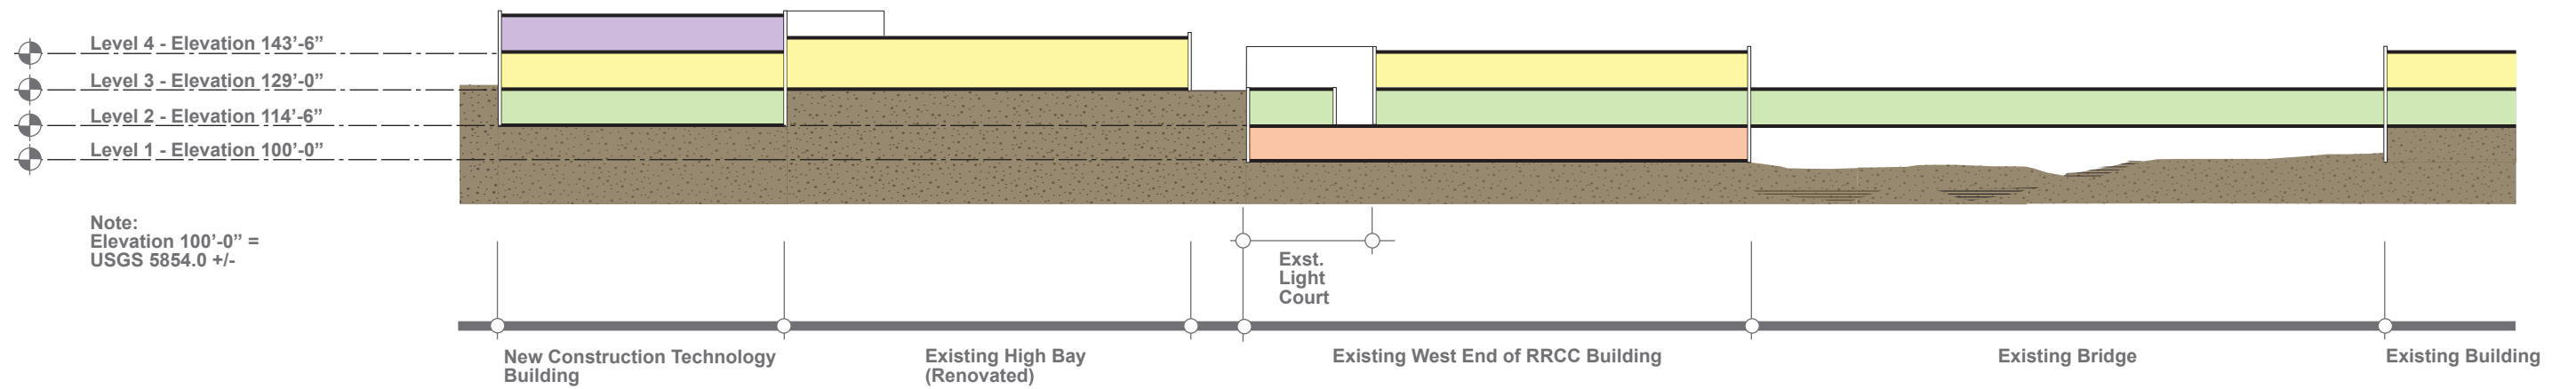 Level 4 - Elevation 143’-6”
Level 3 - Elevation 129’-0”
Level 2 - Elevation 114’-6”
Level 1 - Elevation 100’-0”
Note:
Elevation 100’-0” =
USGS 5854.0 +/-
Exst.
Light
Court
New Construction Technology
Building
Existing High Bay
(Renovated)
Existing West End of RRCC Building
Existing Bridge
Existing Building